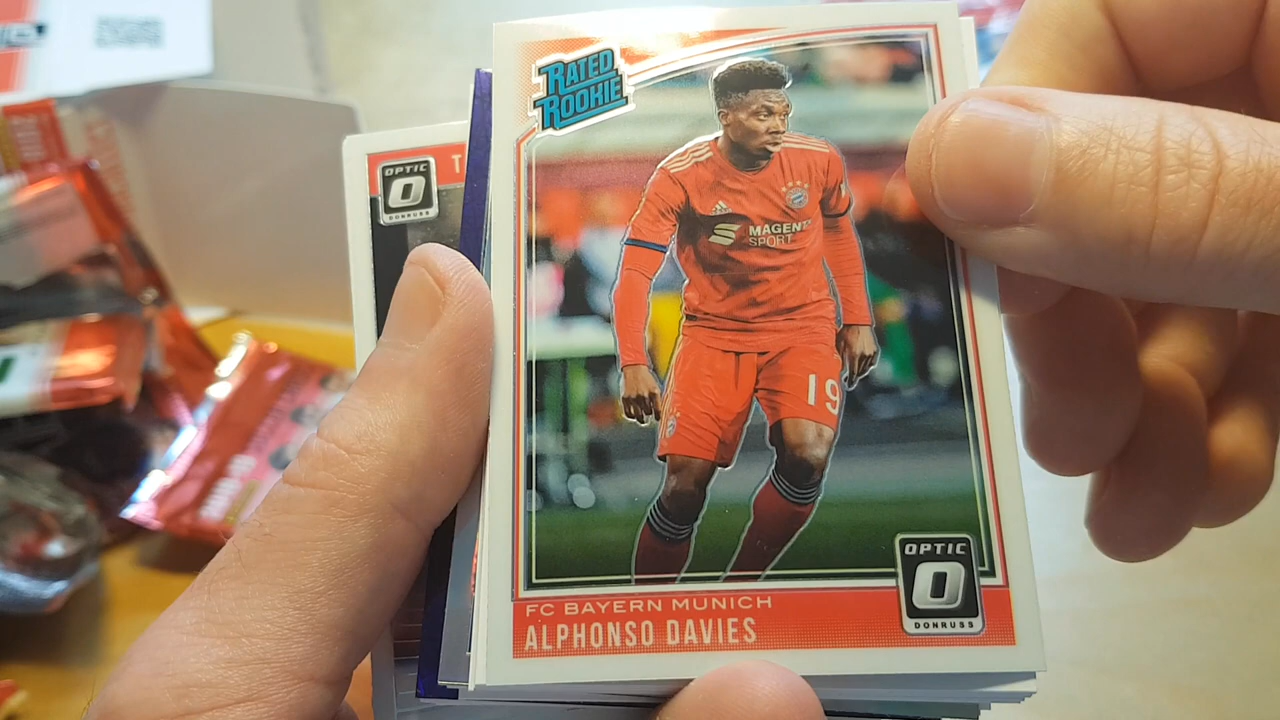 RATED
ROOKIE
OPTIC
DONRUSS
T
MAGENTA
SPORT
19
OPTIC
DONRUSS
FC BAYERN MUNICH
ALPHONSO DAVIES